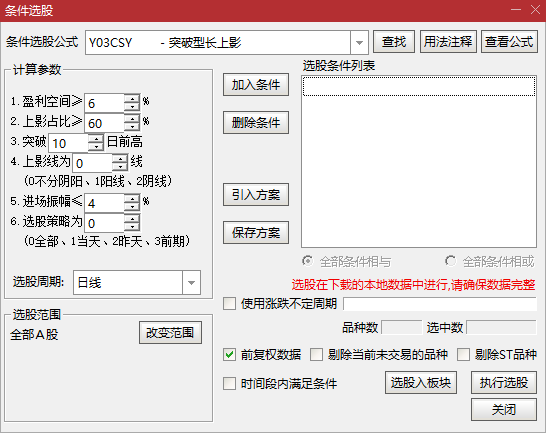 条件选股
条件选股公式 Y03CSY - 突破型长上影 查找 用法注释 查看公式
计算参数
1.盈利空间≥ 6 %
2.上影占比≥ 60 %
3.突破 10 日前高
4.上影线为 0 线
(0不分阴阳、1阳线、2阴线)
5.进场振幅≤ 4 %
6.选股策略为 0
(0全部、1当天、2昨天、3前期)
选股周期: 日线
选股范围
全部Ａ股 改变范围
加入条件
删除条件
引入方案
保存方案
选股条件列表
全部条件相与 全部条件相或
选股在下载的本地数据中进行,请确保数据完整
使用涨跌不定周期
品种数 选中数
前复权数据 剔除当前未交易的品种 剔除ST品种
时间段内满足条件 选股入板块 执行选股
关闭